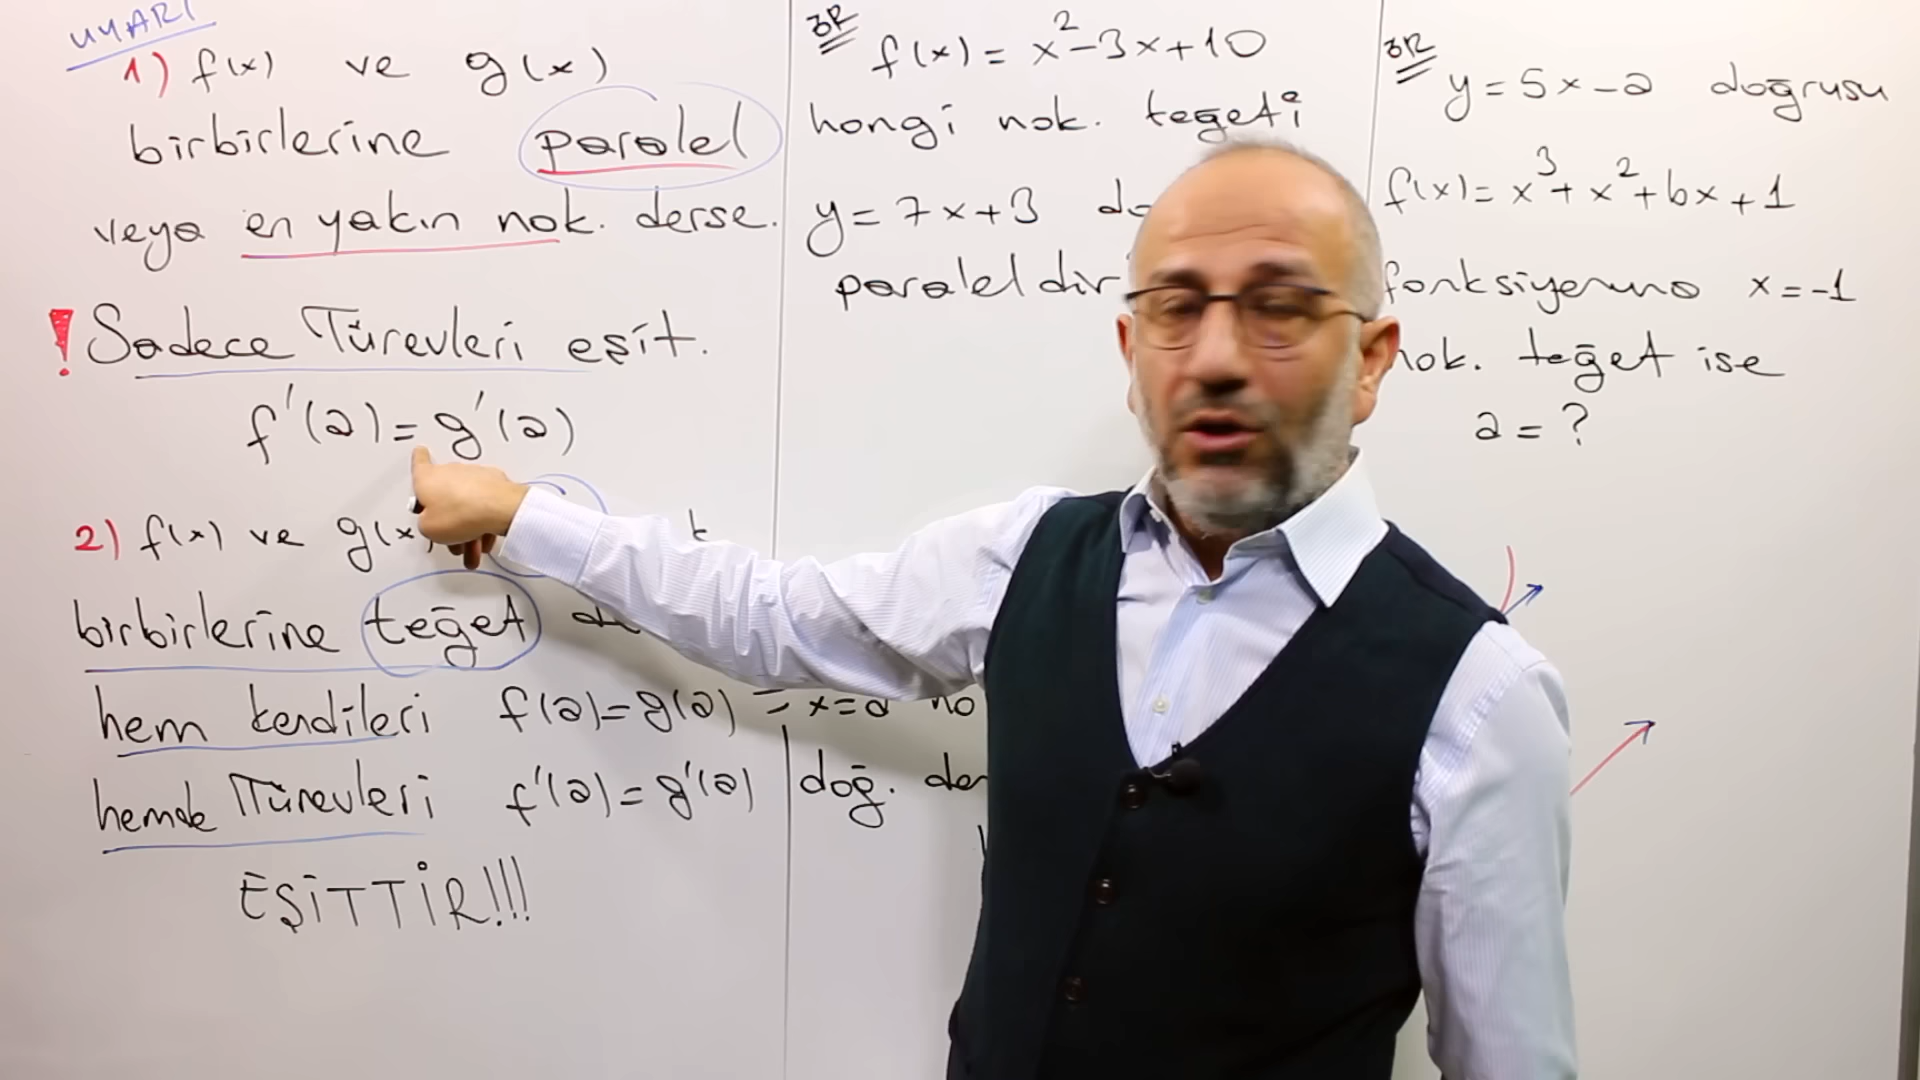 UYARI
1) f(x) ve g(x)
birbirlerine paralel
veya en yakın nok. derse.
! Sadece Türevleri eşit.
f'(a) = g'(a)
2) f(x) ve g(x)
birbirlerine teğet
hem kendileri f(a)=g(a)
hemde Türevleri f'(a)=g'(a)
EŞİTTİR!!!
ÖR f(x) = x²-3x+10
hangi nok. teğeti
y = 7x+3
paraleldir
x=a
doğ.
ÖR y = 5x-a doğrusu
f(x) = x³+x²+bx+1
fonksiyonuna x=-1
nok. teğet ise
a = ?